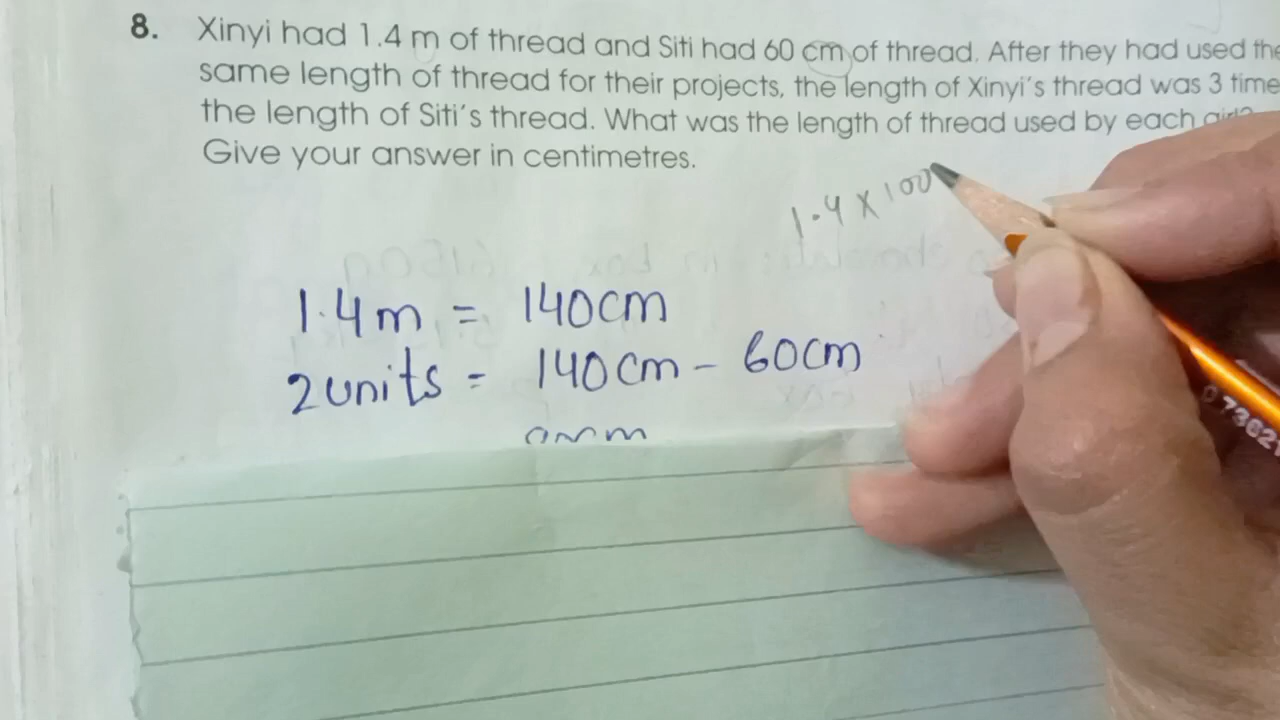 8. Xinyi had 1.4 m of thread and Siti had 60 cm of thread. After they had used the
same length of thread for their projects, the length of Xinyi's thread was 3 time
the length of Siti's thread. What was the length of thread used by each girl?
Give your answer in centimetres.
1.4 x 100
1.4m = 140cm
2units = 140cm - 60cm